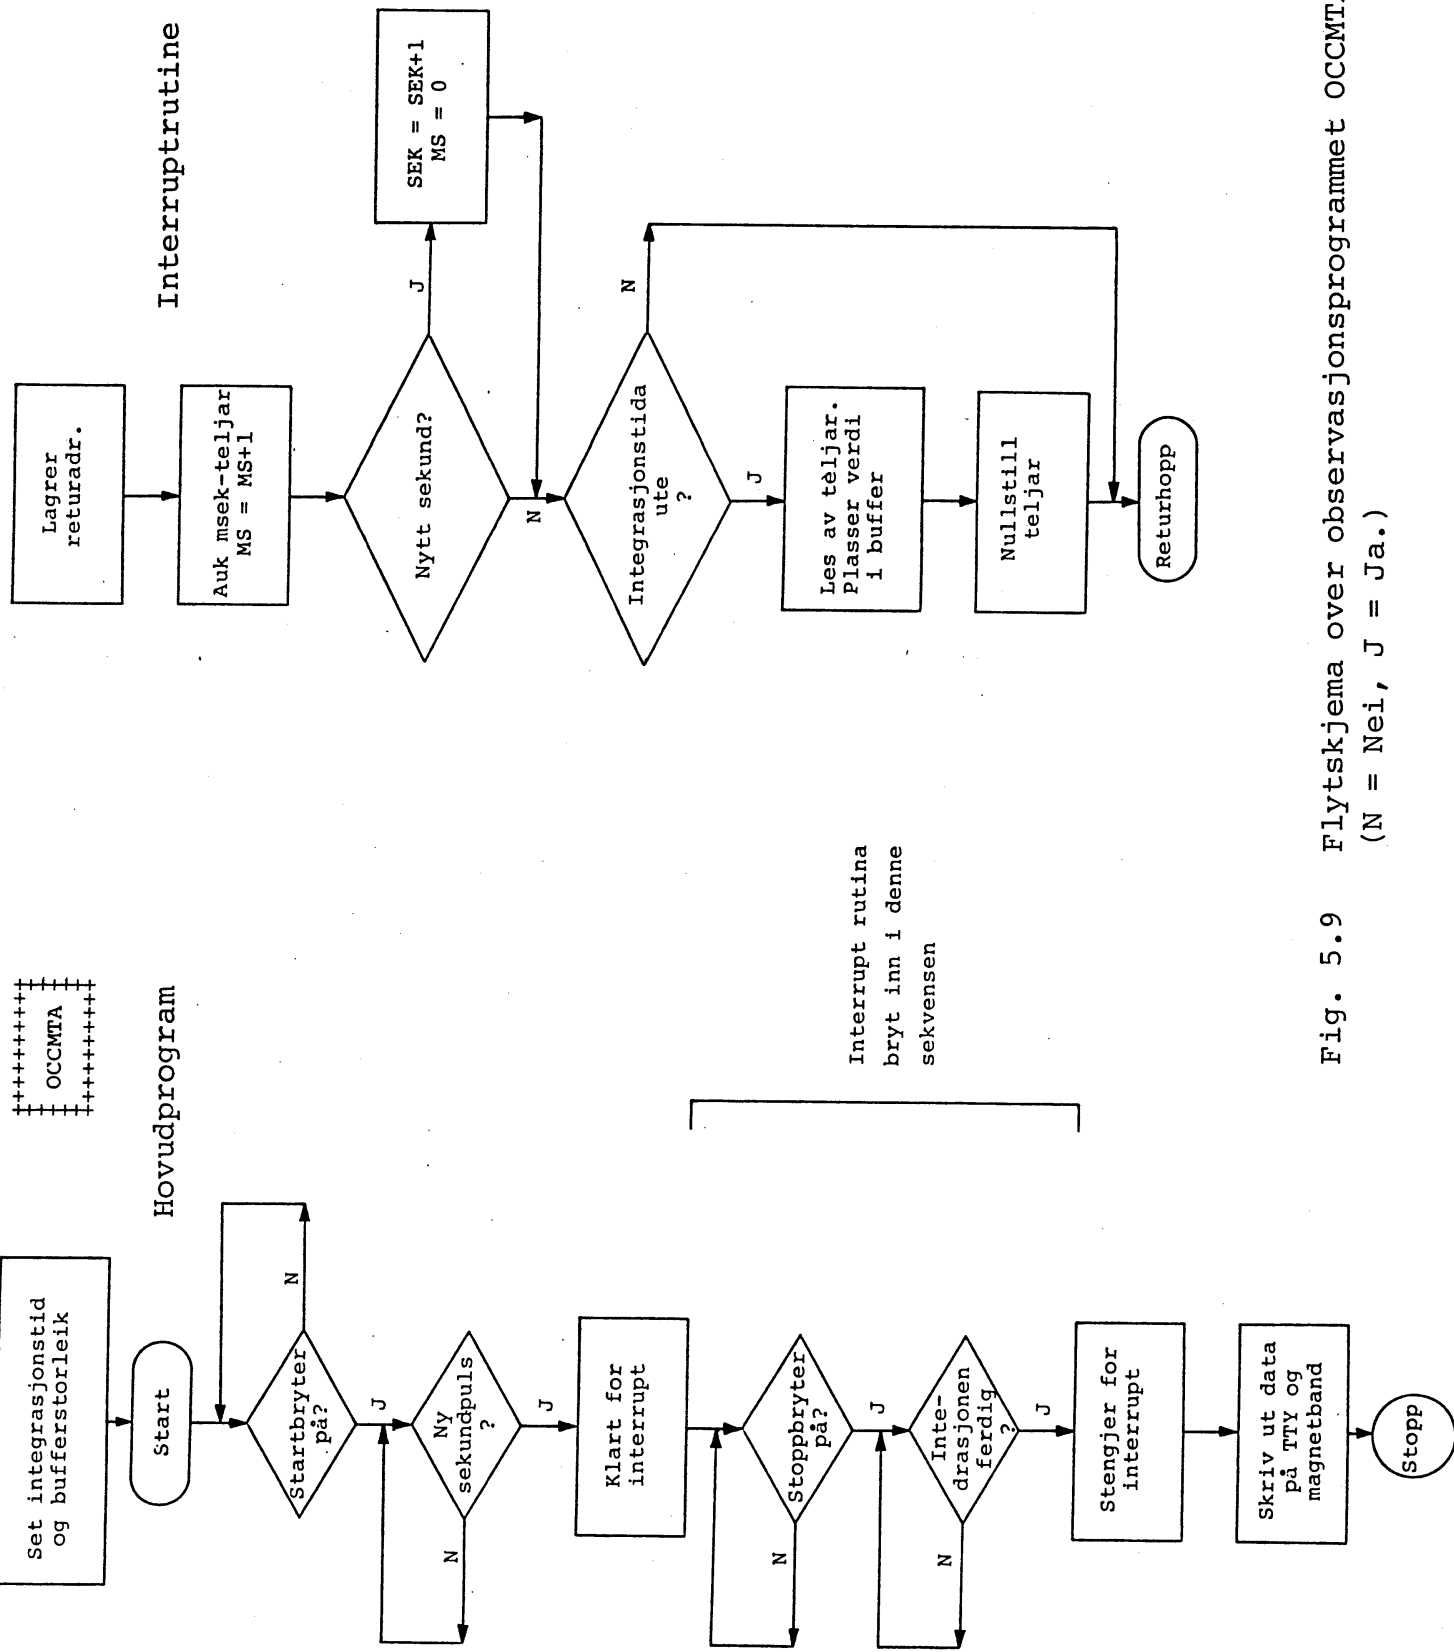 +++++++++
OCCMTA
+++++++++
Hovudprogram
Set integrasjonstid
og bufferstorleik
Start
Startbryter
på?
N
J
Ny
sekundpuls
?
N
J
Klart for
interrupt
Stoppbryter
på?
N
J
Inte-
drasjonen
ferdig
?
N
J
Stengjer for
interrupt
Skriv ut data
på TTY og
magnetband
Stopp
Interrupt rutina
bryt inn i denne
sekvensen
Interruptrutine
Lagrer
returadr.
Auk msek-teljar
MS = MS+1
Nytt sekund?
J
N
SEK = SEK+1
MS = 0
Integrasjonstida
ute
?
N
J
Les av teljar.
Plasser verdi
i buffer
Nullstill
teljar
Returhopp
Fig. 5.9 Flytskjema over observasjonsprogrammet OCCMT
(N = Nei, J = Ja.)